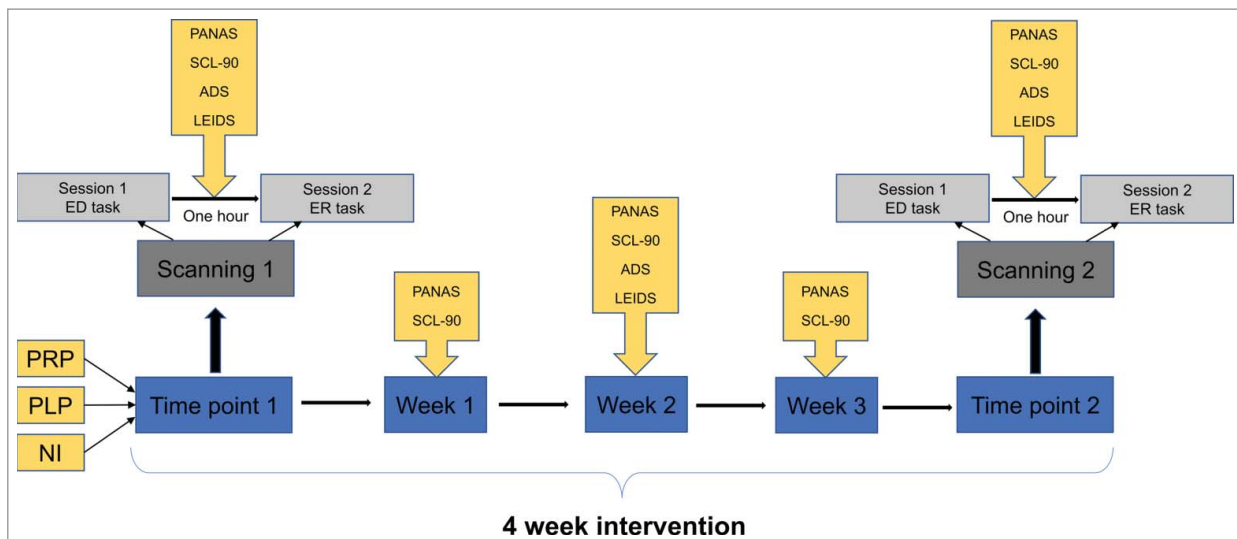 PANAS
SCL-90
ADS
LEIDS
PANAS
SCL-90
ADS
LEIDS
Session 1
ED task
One hour
Session 2
ER task
Session 1
ED task
One hour
Session 2
ER task
Scanning 1
Scanning 2
PANAS
SCL-90
PANAS
SCL-90
ADS
LEIDS
PANAS
SCL-90
PRP
PLP
NI
Time point 1
Week 1
Week 2
Week 3
Time point 2
4 week intervention